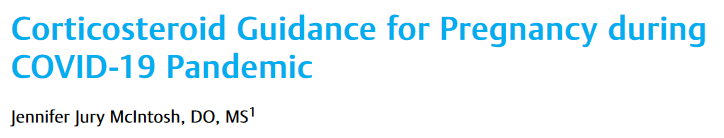 Corticosteroid Guidance for Pregnancy during
COVID-19 Pandemic
Jennifer Jury McIntosh, DO, MS1